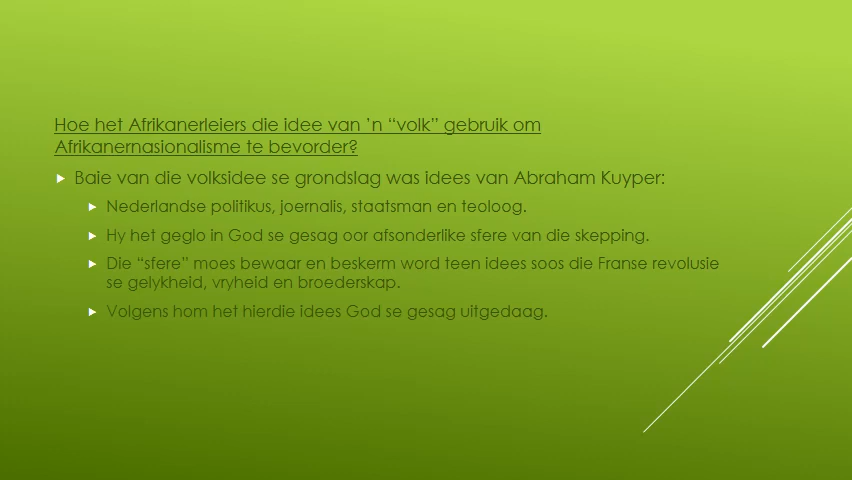 Hoe het Afrikanerleiers die idee van 'n “volk” gebruik om
Afrikanernasionalisme te bevorder?
Baie van die volksidee se grondslag was idees van Abraham Kuyper:
Nederlandse politikus, joernalis, staatsman en teoloog.
Hy het geglo in God se gesag oor afsonderlike sfere van die skepping.
Die “sfere” moes bewaar en beskerm word teen idees soos die Franse revolusie
se gelykheid, vryheid en broederskap.
Volgens hom het hierdie idees God se gesag uitgedaag.